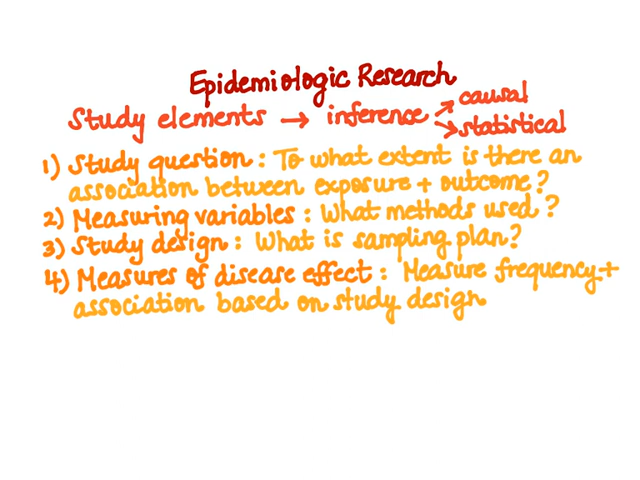 Epidemiologic Research
Study elements → inference ↗ causal
↘ statistical
1) Study question : To what extent is there an
association between exposure + outcome ?
2) Measuring variables : What methods used ?
3) Study design : What is sampling plan?
4) Measures of disease effect : Measure frequency +
association based on study design